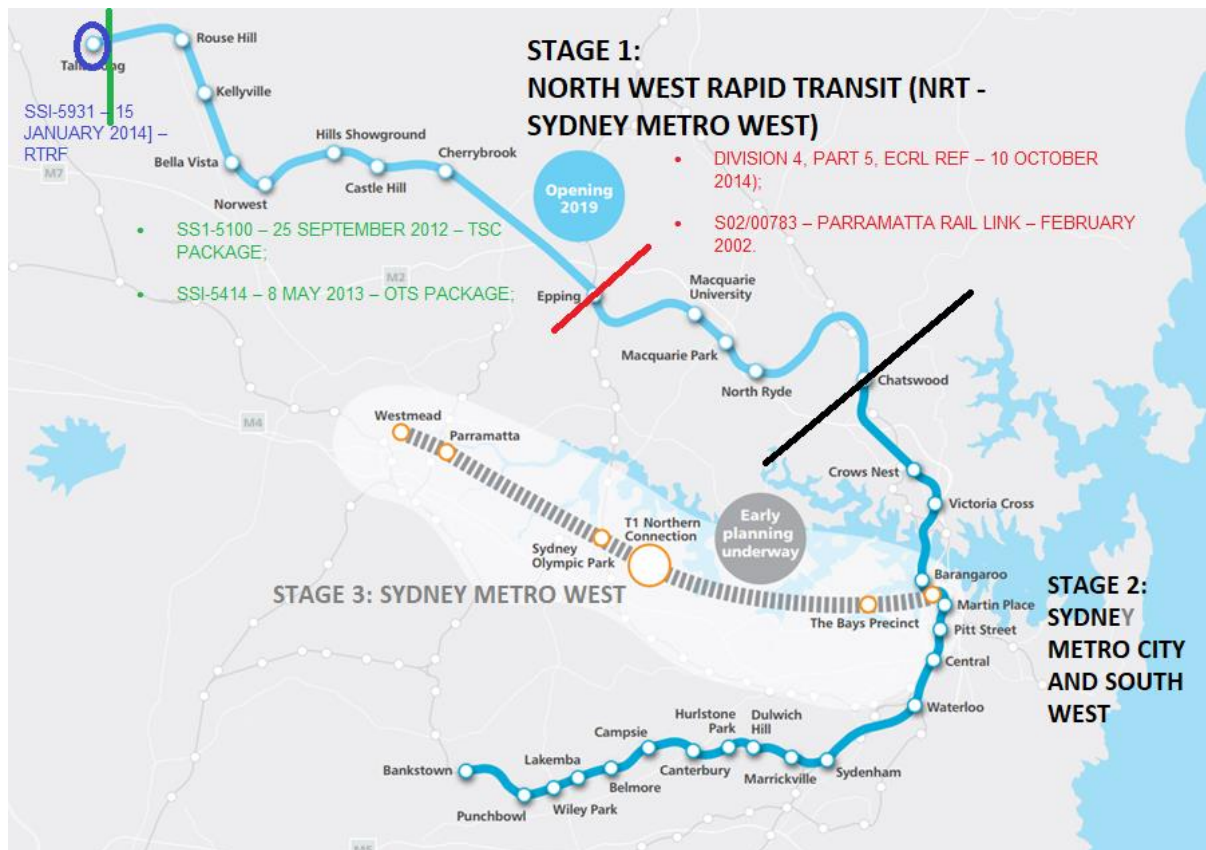 STAGE 1:
NORTH WEST RAPID TRANSIT (NRT -
SYDNEY METRO WEST)
Rouse Hill
Kellyville
SSI-5931 – 15
JANUARY 2014] –
RTRF
M7
Bella Vista
Norwest
Hills Showground
Castle Hill
Cherrybrook
Opening
2019
• DIVISION 4, PART 5, ECRL REF – 10 OCTOBER
2014);
• S02/00783 – PARRAMATTA RAIL LINK – FEBRUARY
2002.
• SS1-5100 – 25 SEPTEMBER 2012 – TSC
PACKAGE;
• SSI-5414 – 8 MAY 2013 – OTS PACKAGE;
M2
Epping
Macquarie
University
Macquarie Park
North Ryde
Chatswood
M4
Westmead
Parramatta
Crows Nest
Victoria Cross
Early
planning
underway
T1 Northern
Connection
Sydney
Olympic Park
STAGE 3: SYDNEY METRO WEST
The Bays Precinct
Barangaroo
Martin Place
Pitt Street
Central
Waterloo
STAGE 2:
SYDNEY
METRO CITY
AND SOUTH
WEST
Bankstown
Punchbowl
Wiley Park
Lakemba
Belmore
Campsie
Canterbury
Hurlstone
Park
Dulwich
Hill
Marrickville
Sydenham